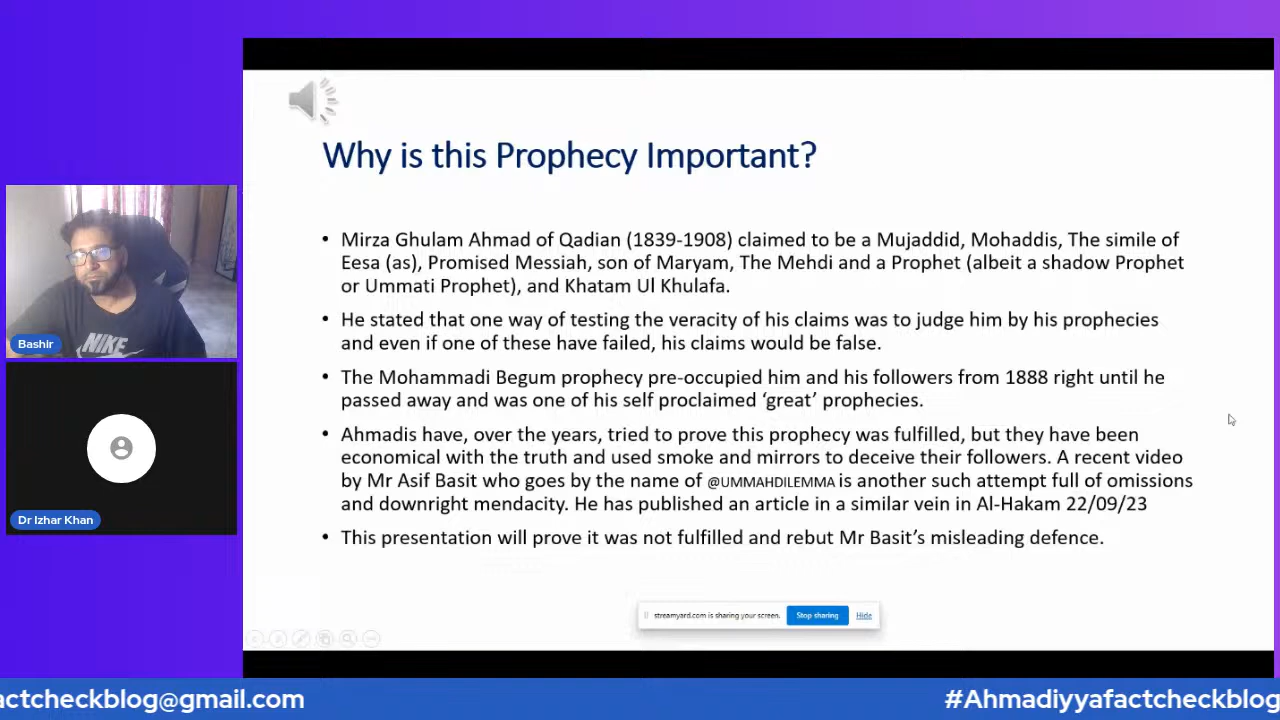 Why is this Prophecy Important?
• Mirza Ghulam Ahmad of Qadian (1839-1908) claimed to be a Mujaddid, Mohaddis, The simile of
Eesa (as), Promised Messiah, son of Maryam, The Mehdi and a Prophet (albeit a shadow Prophet
or Ummati Prophet), and Khatam Ul Khulafa.
• He stated that one way of testing the veracity of his claims was to judge him by his prophecies
and even if one of these have failed, his claims would be false.
• The Mohammadi Begum prophecy pre-occupied him and his followers from 1888 right until he
passed away and was one of his self proclaimed ‘great’ prophecies.
• Ahmadis have, over the years, tried to prove this prophecy was fulfilled, but they have been
economical with the truth and used smoke and mirrors to deceive their followers. A recent video
by Mr Asif Basit who goes by the name of @UMMAHDILEMMA is another such attempt full of omissions
and downright mendacity. He has published an article in a similar vein in Al-Hakam 22/09/23
• This presentation will prove it was not fulfilled and rebut Mr Basit’s misleading defence.
NIKE
Bashir
Dr Izhar Khan
streamyard.com is sharing your screen. Stop sharing Hide
actcheckblog@gmail.com #Ahmadiyyafactcheckblog